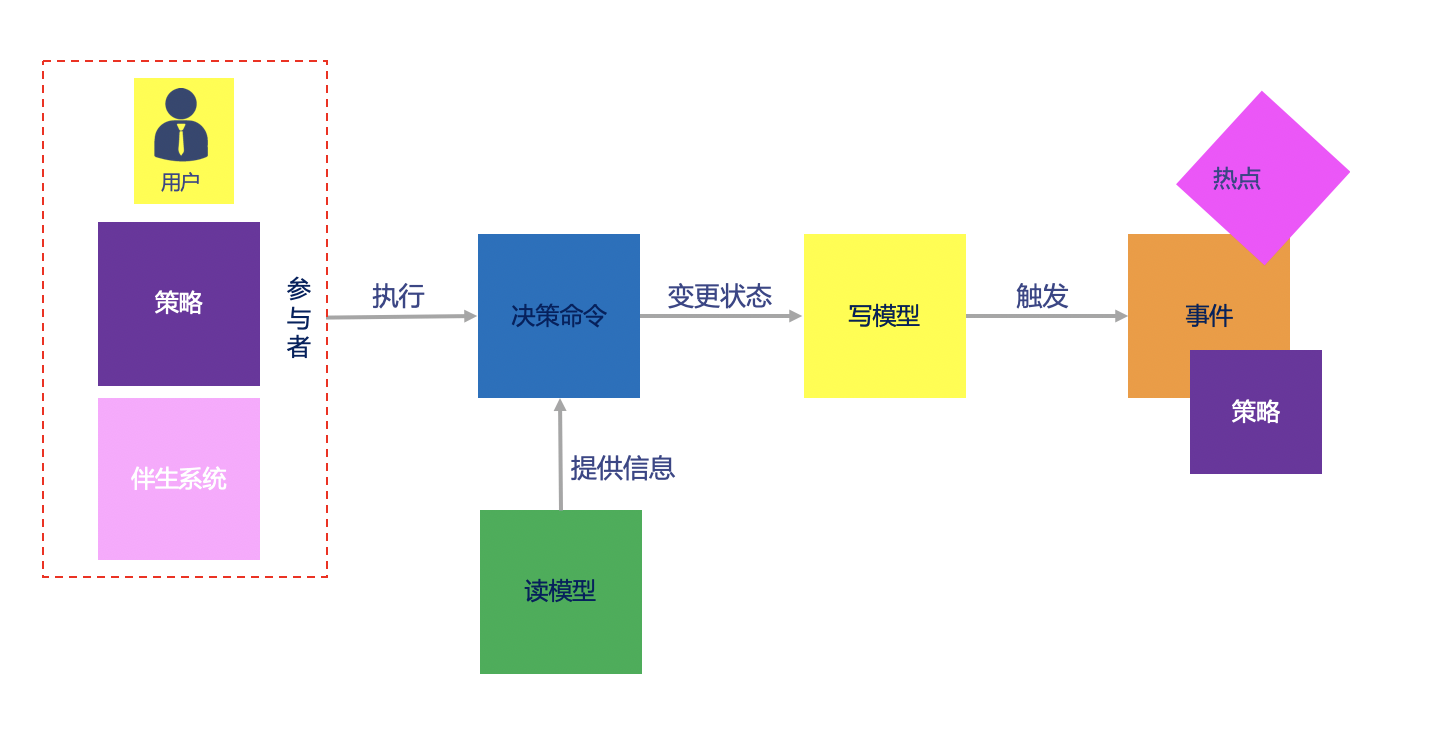 用户
策略
伴生系统
参
与
者
执行
决策命令
变更状态
写模型
触发
事件
热点
策略
提供信息
读模型